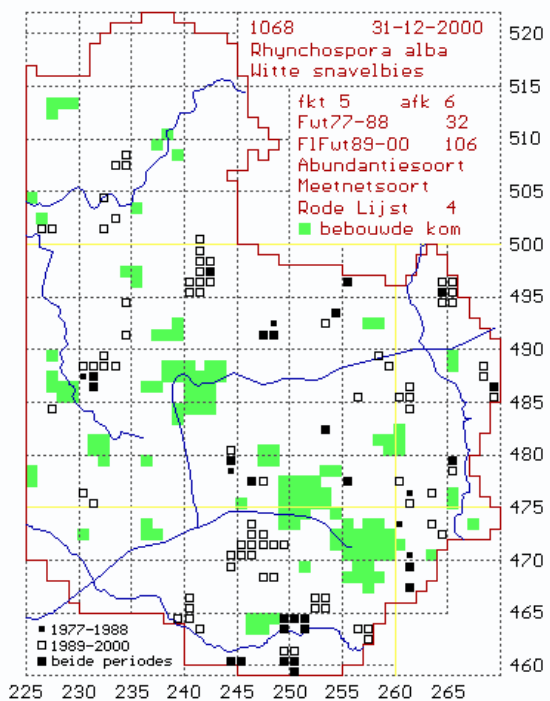 1068 31-12-2000
Rhynchospora alba
Witte snavelbies
fkt 5 afk 6
Fwt77-88 32
FlFwt89-00 106
Abundantiesoort
Meetnetsoort
Rode Lijst 4
bebouwde kom
520
515
510
505
500
495
490
485
480
475
470
465
460
1977-1988
1989-2000
beide periodes
225 230 235 240 245 250 255 260 265